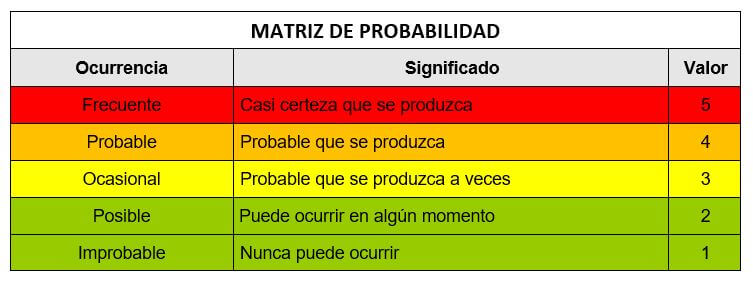 MATRIZ DE PROBABILIDAD
Ocurrencia Significado Valor
Frecuente Casi certeza que se produzca 5
Probable Probable que se produzca 4
Ocasional Probable que se produzca a veces 3
Posible Puede ocurrir en algún momento 2
Improbable Nunca puede ocurrir 1